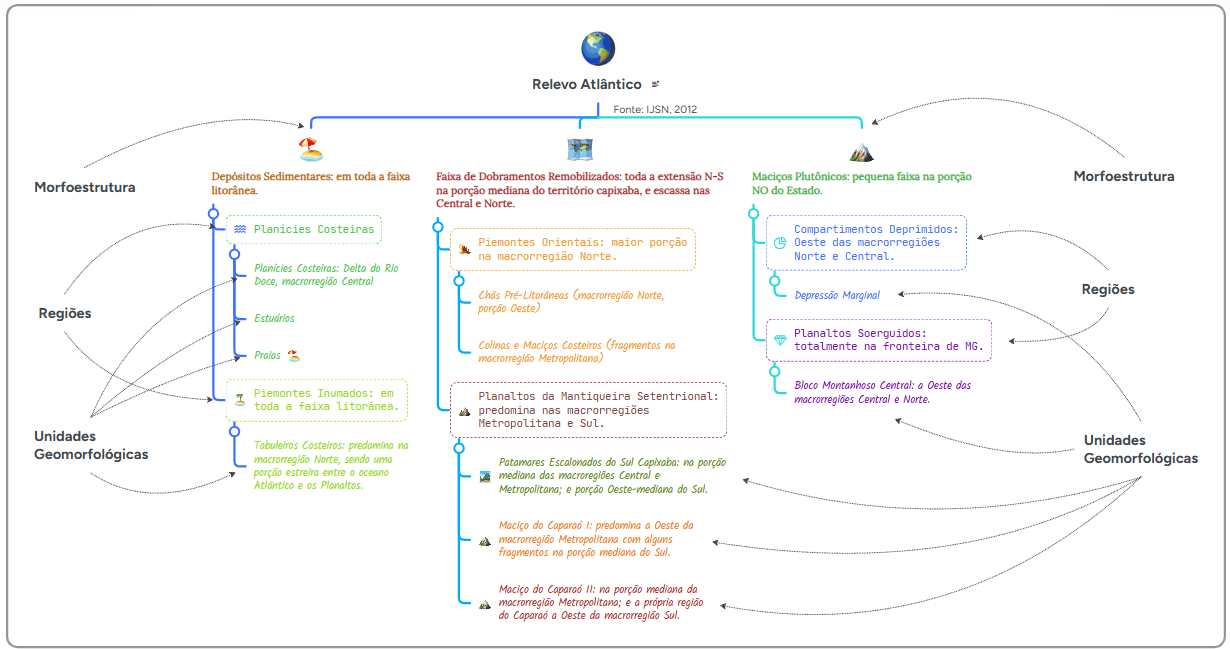 Relevo Atlântico
Fonte: IJSN, 2012
Morfoestrutura
Depósitos Sedimentares: em toda a faixa
litorânea.
Planícies Costeiras
Planícies Costeiras: Delta do Rio
Doce, macrorregião Central
Estuários
Praias
Piemontes Inumados: em
toda a faixa litorânea.
Tabuleiros Costeiros: predomina na
macrorregião Norte, sendo uma
porção estreira entre o oceano
Atlântico e os Planaltos.
Regiões
Unidades
Geomorfológicas
Faixa de Dobramentos Remobilizados: toda a extensão N-S
na porção mediana do território capixaba, e escassa nas
Central e Norte.
Piemontes Orientais: maior porção
na macrorregião Norte.
Chãs Pré-Litorâneas (macrorregião Norte,
porção Oeste)
Colinas e Maciços Costeiros (fragmentos na
macrorregião Metropolitana)
Planaltos da Mantiqueira Setentrional:
predomina nas macrorregiões
Metropolitana e Sul.
Patamares Escalonados do Sul Capixaba: na porção
mediana das macroregiões Central e
Metropolitana; e porção Oeste-mediana do Sul.
Maciço do Caparaó I: predomina a Oeste da
macrorregião Metropolitana com alguns
fragmentos na porção mediana do Sul.
Maciço do Caparaó II: na porção mediana da
macrorregião Metropolitana; e a própria região
do Caparaó a Oeste da macrorregião Sul.
Maciços Plutônicos: pequena faixa na porção
NO do Estado.
Compartimentos Deprimidos:
Oeste das macrorregiões
Norte e Central.
Depressão Marginal
Planaltos Soerguidos:
totalmente na fronteira de MG.
Bloco Montanhoso Central: a Oeste das
macrorregiões Central e Norte.
Morfoestrutura
Regiões
Unidades
Geomorfológicas